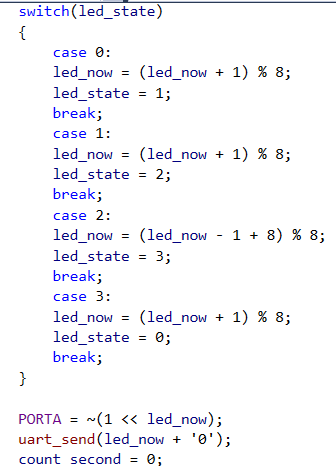 switch(led_state)
{
case 0:
led_now = (led_now + 1) % 8;
led_state = 1;
break;
case 1:
led_now = (led_now + 1) % 8;
led_state = 2;
break;
case 2:
led_now = (led_now - 1 + 8) % 8;
led_state = 3;
break;
case 3:
led_now = (led_now + 1) % 8;
led_state = 0;
break;
}
PORTA = ~(1 << led_now);
uart_send(led_now + '0');
count second = 0;